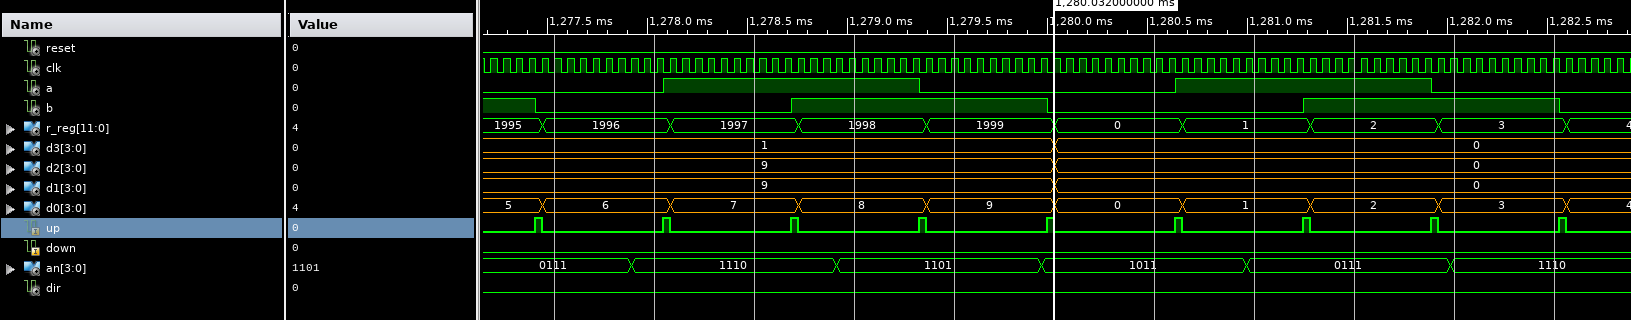 1,280.032000000 ms
Name Value 1,277.5 ms 1,278.0 ms 1,278.5 ms 1,279.0 ms 1,279.5 ms 1,280.0 ms 1,280.5 ms 1,281.0 ms 1,281.5 ms 1,282.0 ms 1,282.5 ms
reset 0
clk 0
a 0
b 0
r_reg[11:0] 4 1995 1996 1997 1998 1999 0 1 2 3 4
d3[3:0] 0 1 0
d2[3:0] 0 9 0
d1[3:0] 0 9 0
d0[3:0] 4 5 6 7 8 9 0 1 2 3 4
up 0
down 0
an[3:0] 1101 0111 1110 1101 1011 0111 1110
dir 0